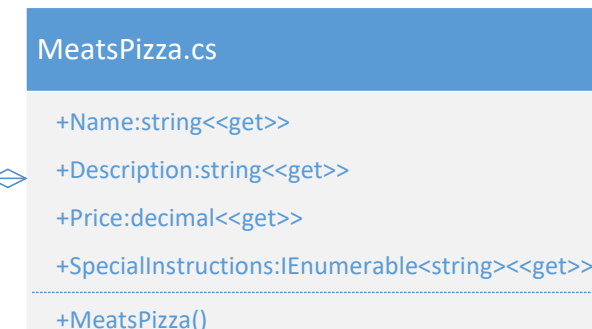 MeatsPizza.cs
+Name:string<<get>>
+Description:string<<get>>
+Price:decimal<<get>>
+SpecialInstructions:IEnumerable<string><<get>>
+MeatsPizza()